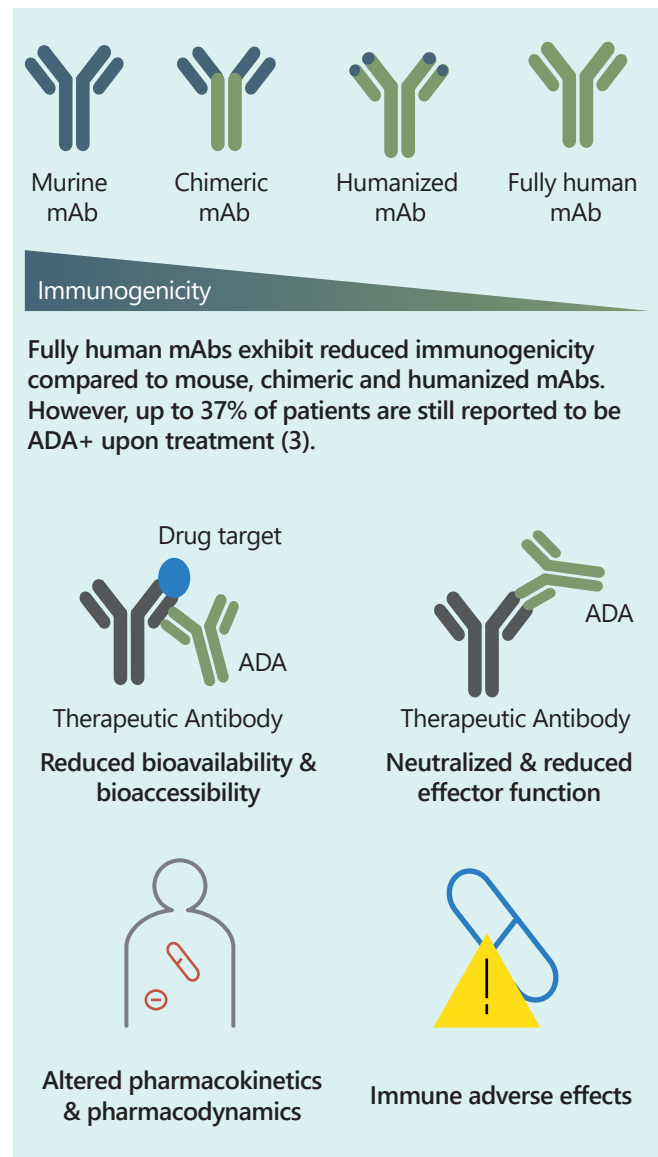 Murine
mAb
Chimeric
mAb
Humanized
mAb
Fully human
mAb
Immunogenicity
Fully human mAbs exhibit reduced immunogenicity
compared to mouse, chimeric and humanized mAbs.
However, up to 37% of patients are still reported to be
ADA+ upon treatment (3).
Drug target
ADA
Therapeutic Antibody
Reduced bioavailability &
bioaccessibility
ADA
Therapeutic Antibody
Neutralized & reduced
effector function
Altered pharmacokinetics
& pharmacodynamics
Immune adverse effects